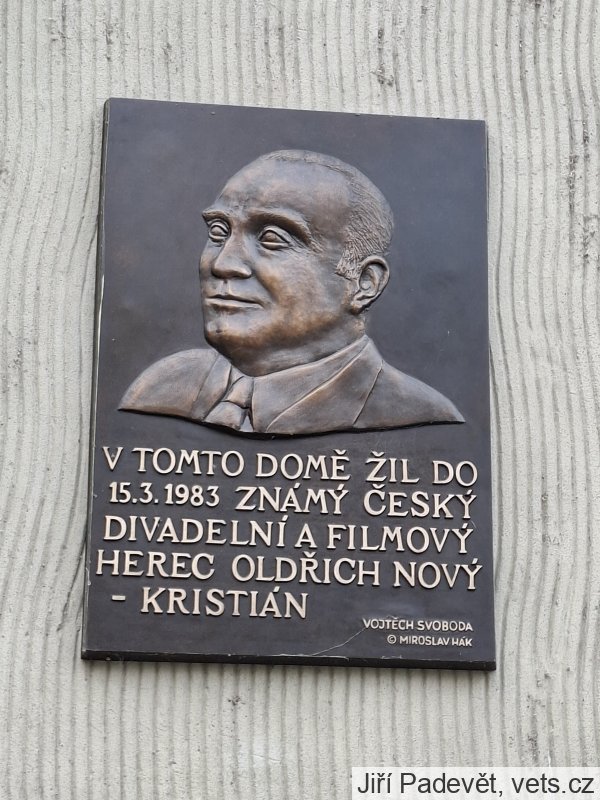 V TOMTO DOMĚ ŽIL DO
15.3.1983 ZNÁMÝ ČESKÝ
DIVADELNÍ A FILMOVÝ
HEREC OLDŘICH NOVÝ
- KRISTIÁN
VOJTĚCH SVOBODA
© MIROSLAV HÁK
Jiří Padevět, vets.cz